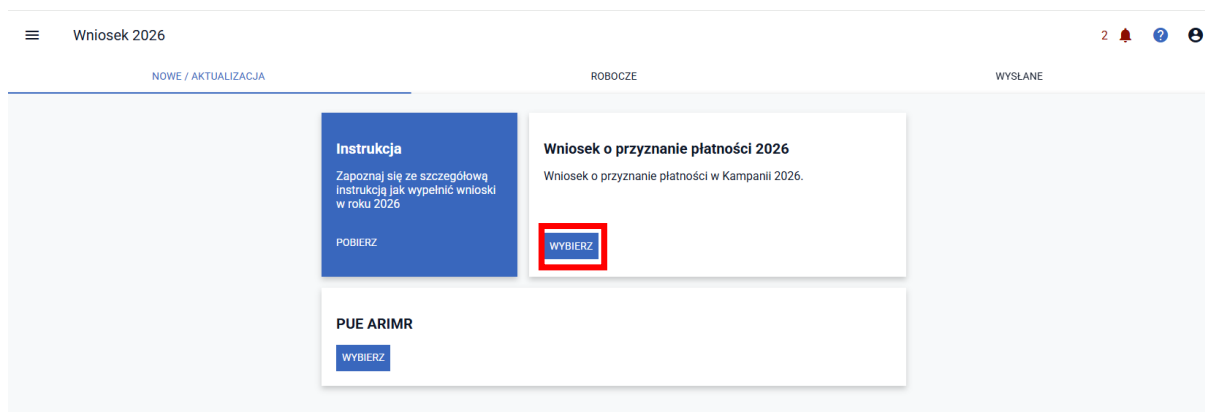 Wniosek 2026
2
NOWE / AKTUALIZACJA
ROBOCZE
WYSŁANE
Instrukcja
Zapoznaj się ze szczegółową
instrukcją jak wypełnić wnioski
w roku 2026
POBIERZ
Wniosek o przyznanie płatności 2026
Wniosek o przyznanie płatności w Kampanii 2026.
WYBIERZ
PUE ARIMR
WYBIERZ